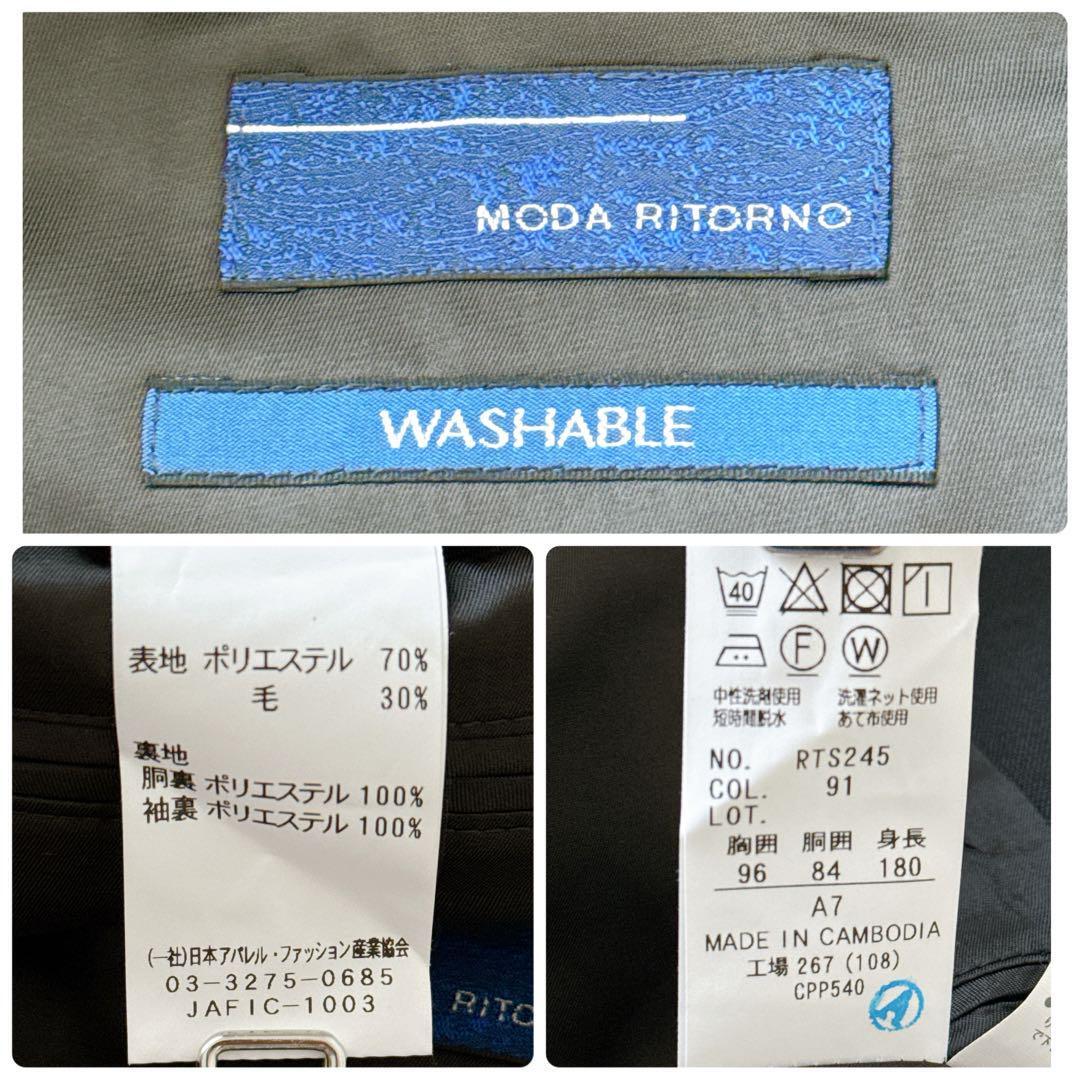 MODA RITORNO
WASHABLE
表地 ポリエステル 70%
毛 30%
裏地
胴裏 ポリエステル 100%
袖裏 ポリエステル 100%
(一社)日本アパレル・ファッション産業協会
03-3275-0685
JAFIC-1003
RITO
40
F W
中性洗剤使用 洗濯ネット使用
短時間脱水 あて布使用
NO. RTS245
COL. 91
LOT.
胸囲 胴囲 身長
96 84 180
A7
MADE IN CAMBODIA
工場 267 (108)
CPP540